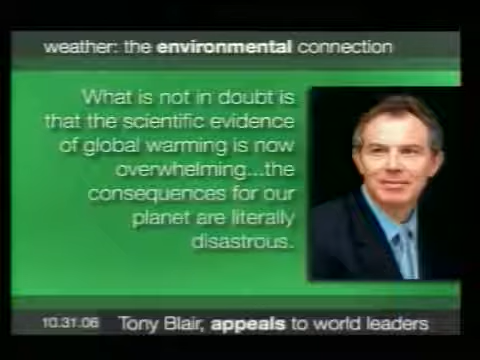 weather: the environmental connection
What is not in doubt is
that the scientific evidence
of global warming is now
overwhelming...the
consequences for our
planet are literally
disastrous.
10.31.06 Tony Blair, appeals to world leaders